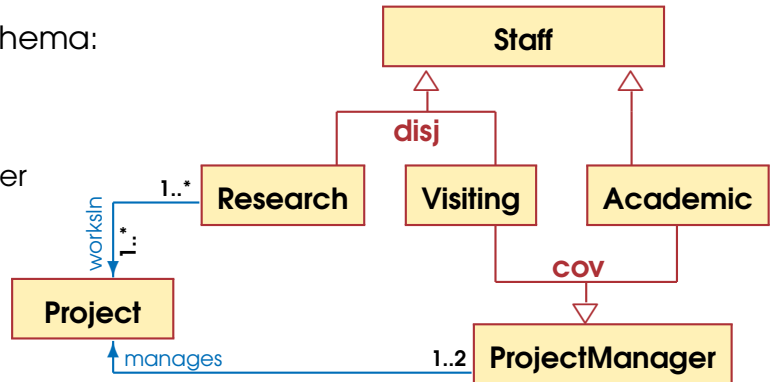 hema:
Staff
disj
er
1..*
Research
Visiting
Academic
worksIn
1..*
cov
Project
manages
1..2
ProjectManager